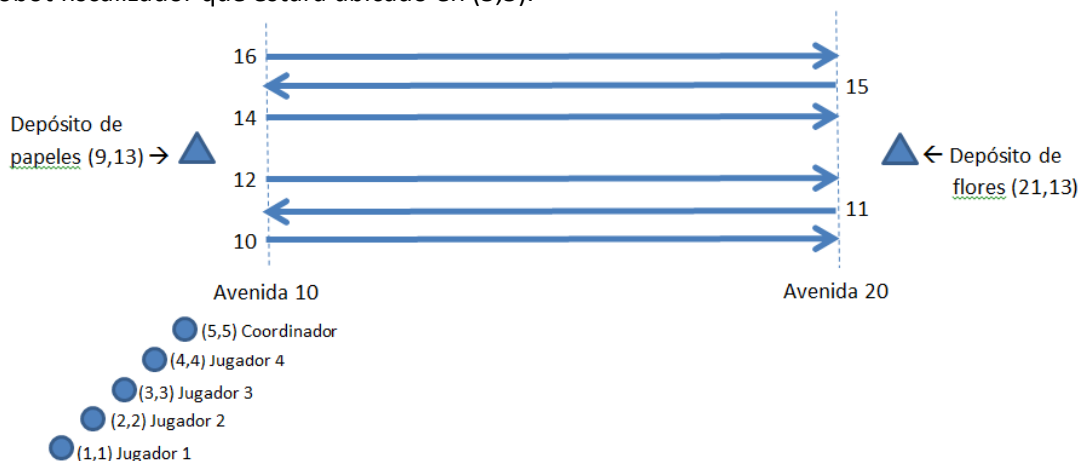 16
15
Depósito de
papeles (9,13) →
14
← Depósito de
flores (21,13)
12
11
10
Avenida 10
Avenida 20
(5,5) Coordinador
(4,4) Jugador 4
(3,3) Jugador 3
(2,2) Jugador 2
(1,1) Jugador 1